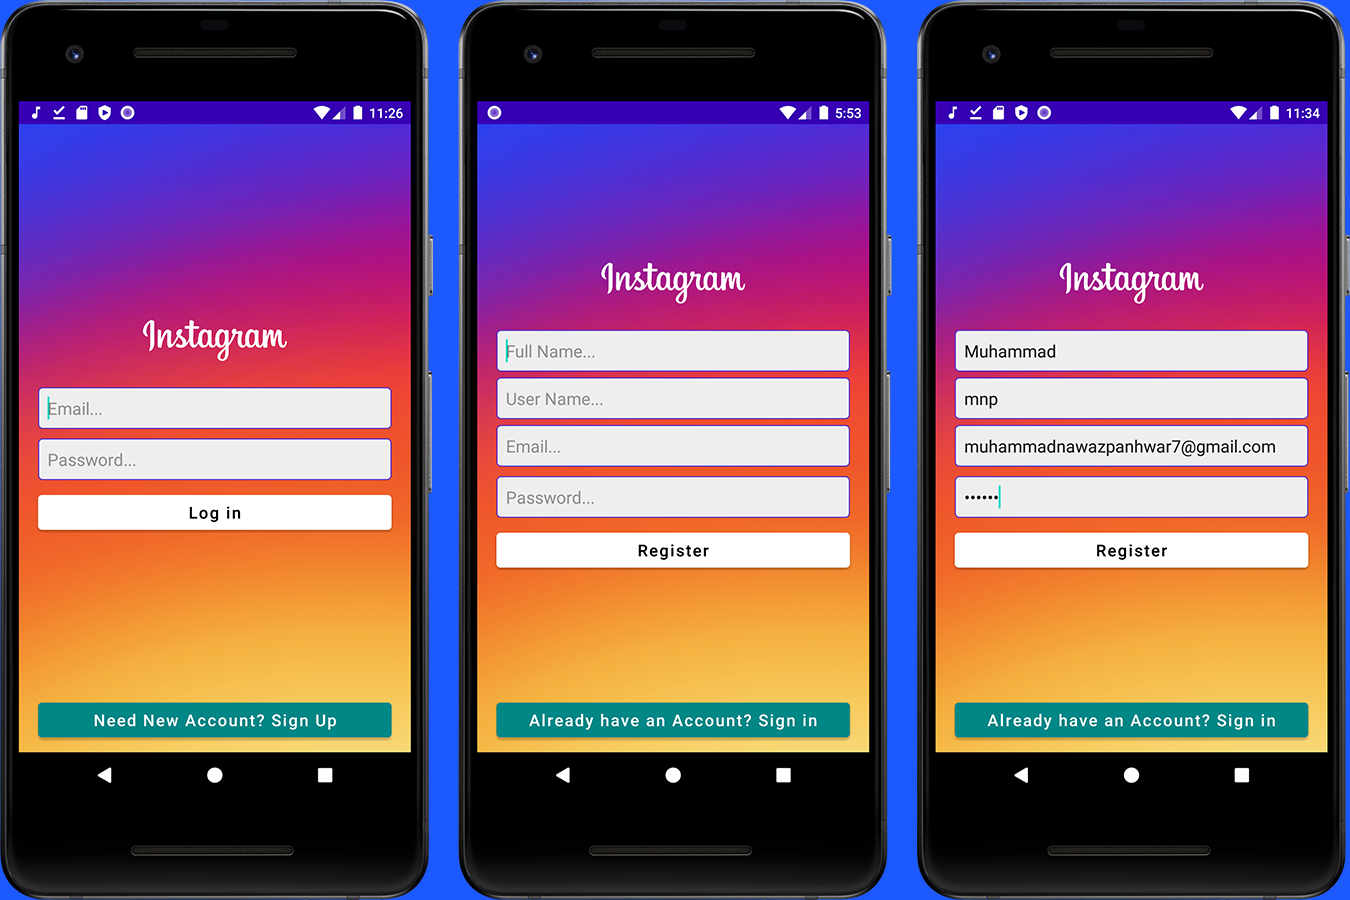 11:26
Instagram
Email...
Password...
Log in
Need New Account? Sign Up
5:53
Instagram
Full Name...
User Name...
Email...
Password...
Register
Already have an Account? Sign in
11:34
Instagram
Muhammad
mnp
muhammadnawazpanhwar7@gmail.com
••••••
Register
Already have an Account? Sign in